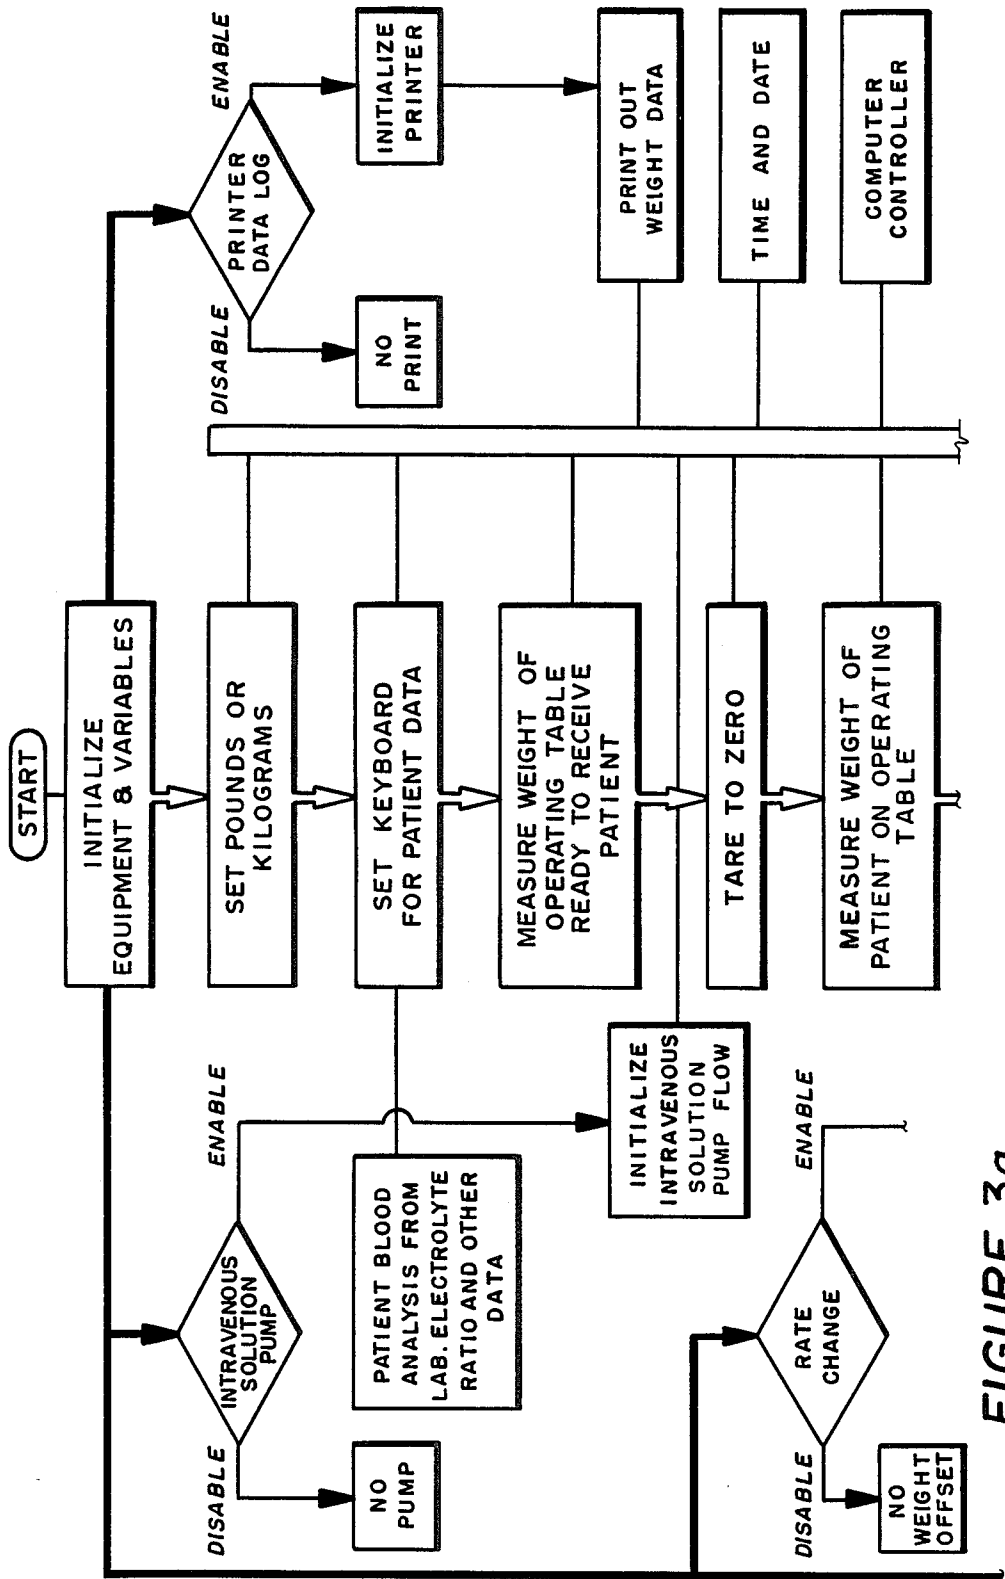 START
INITIALIZE
EQUIPMENT & VARIABLES
INTRAVENOUS
SOLUTION
PUMP
DISABLE
ENABLE
NO
PUMP
PRINTER
DATA LOG
DISABLE
ENABLE
NO
PRINT
INITIALIZE
PRINTER
SET POUNDS OR
KILOGRAMS
SET KEYBOARD
FOR PATIENT DATA
PATIENT BLOOD
ANALYSIS FROM
LAB. ELECTROLYTE
RATIO AND OTHER
DATA
MEASURE WEIGHT OF
OPERATING TABLE
READY TO RECEIVE
PATIENT
INITIALIZE
INTRAVENOUS
SOLUTION
PUMP FLOW
PRINT OUT
WEIGHT DATA
TARE TO ZERO
TIME AND DATE
MEASURE WEIGHT OF
PATIENT ON OPERATING
TABLE
COMPUTER
CONTROLLER
RATE
CHANGE
DISABLE
ENABLE
NO
WEIGHT
OFFSET
FIGURE 3a